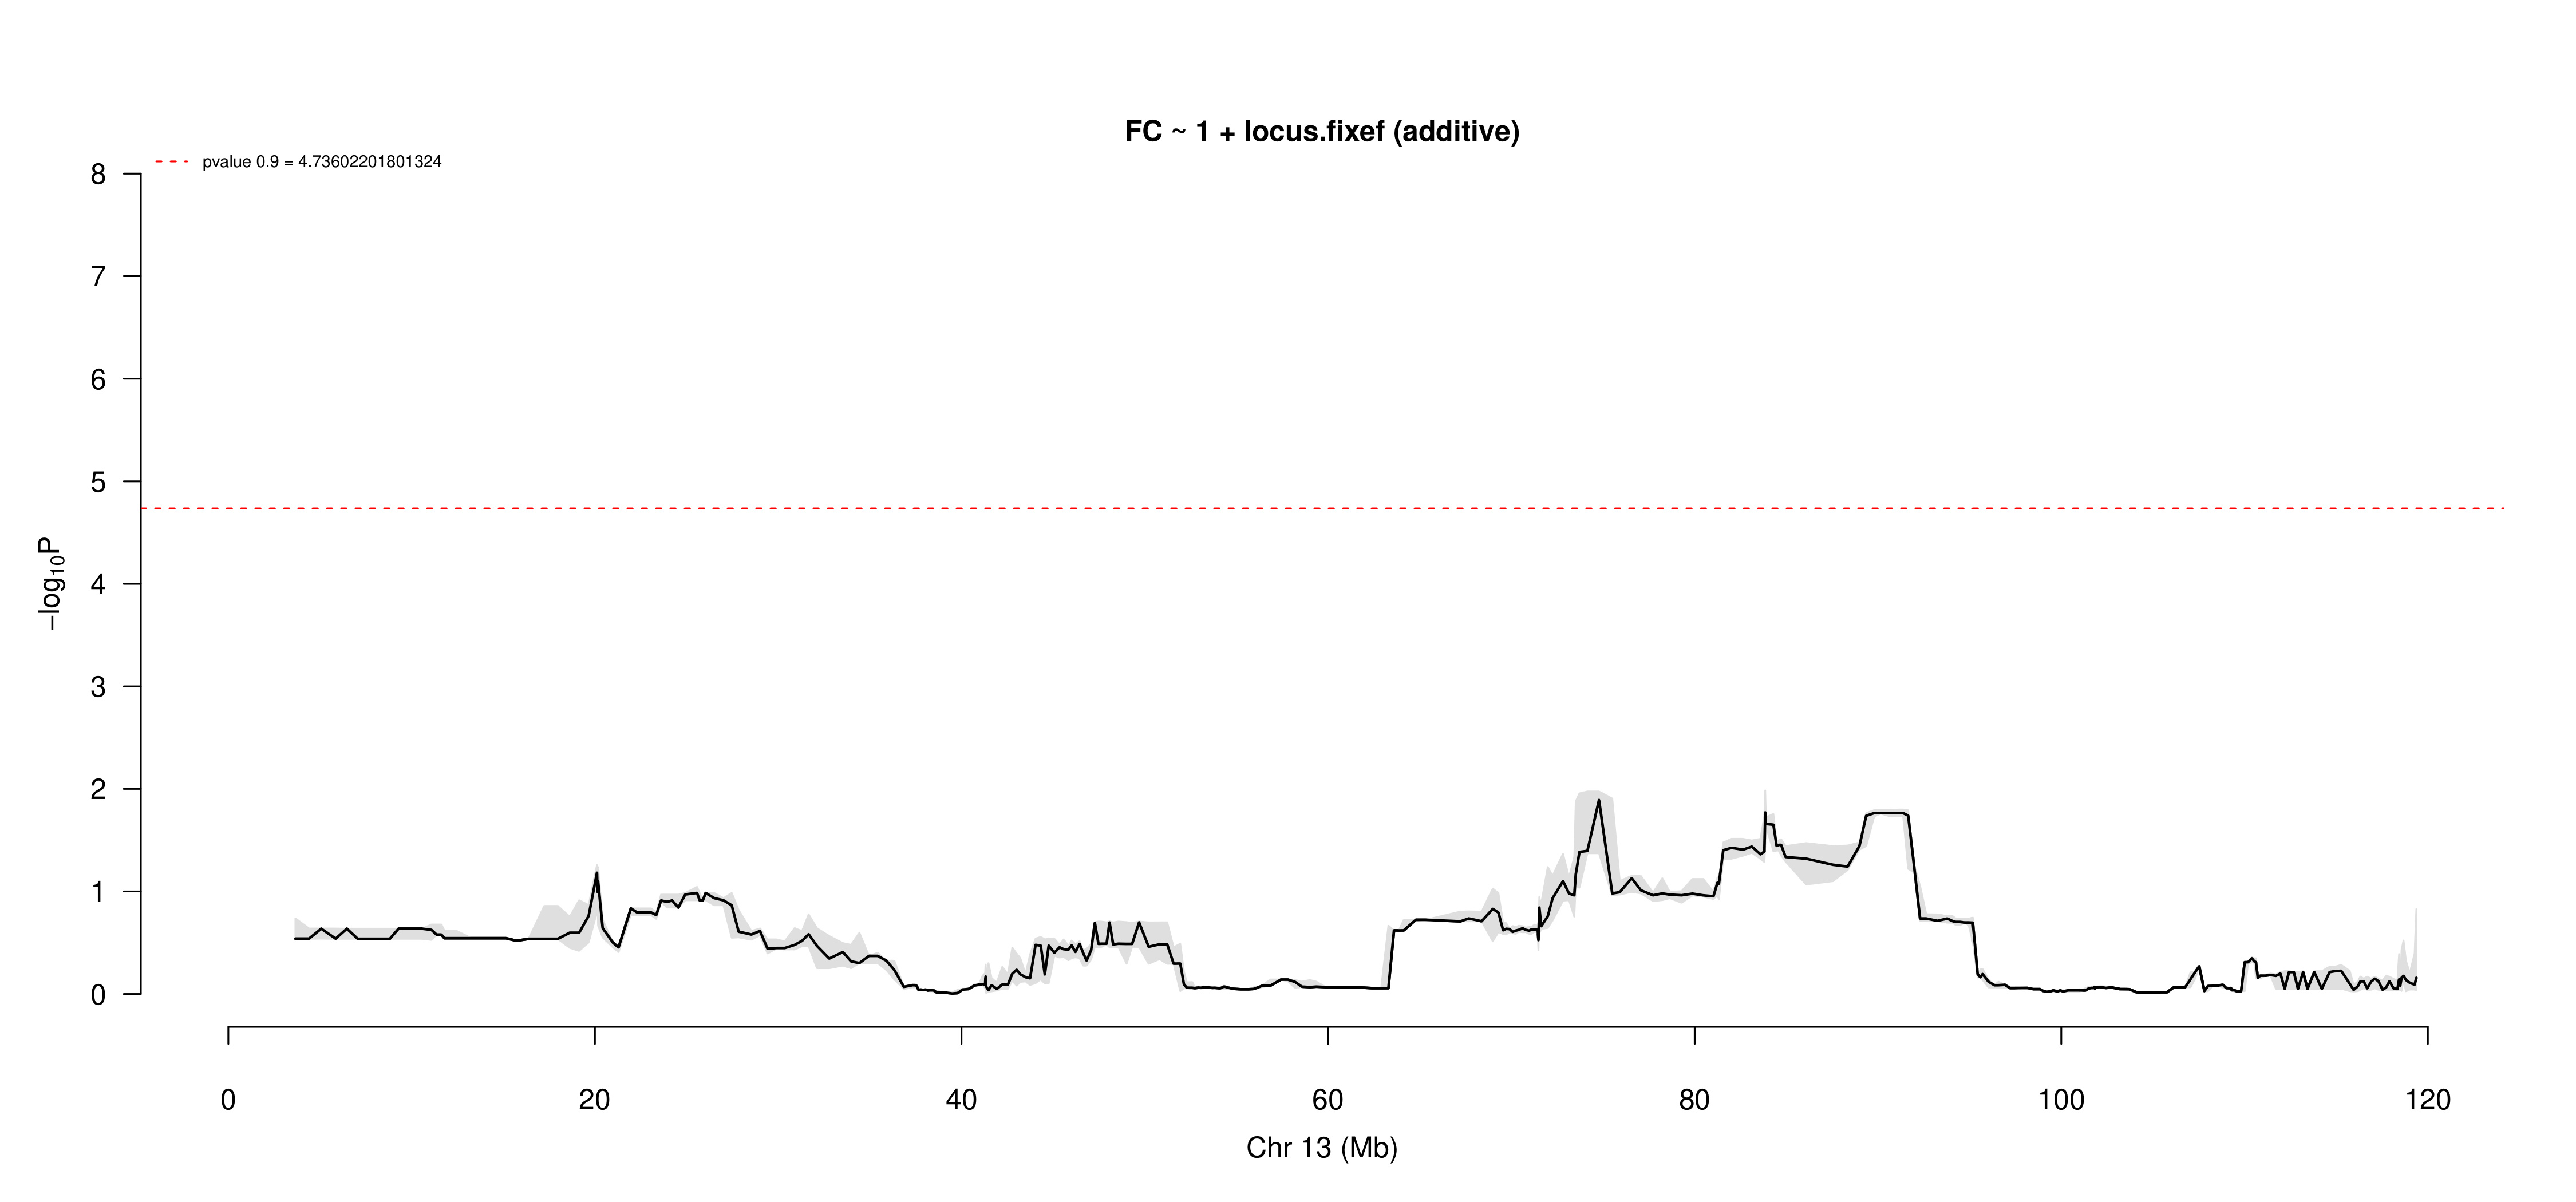 FC ~ 1 + locus.fixef (additive)
pvalue 0.9 = 4.73602201801324
8
7
6
5
4
3
2
1
0
−log10P
0 20 40 60 80 100 120
Chr 13 (Mb)